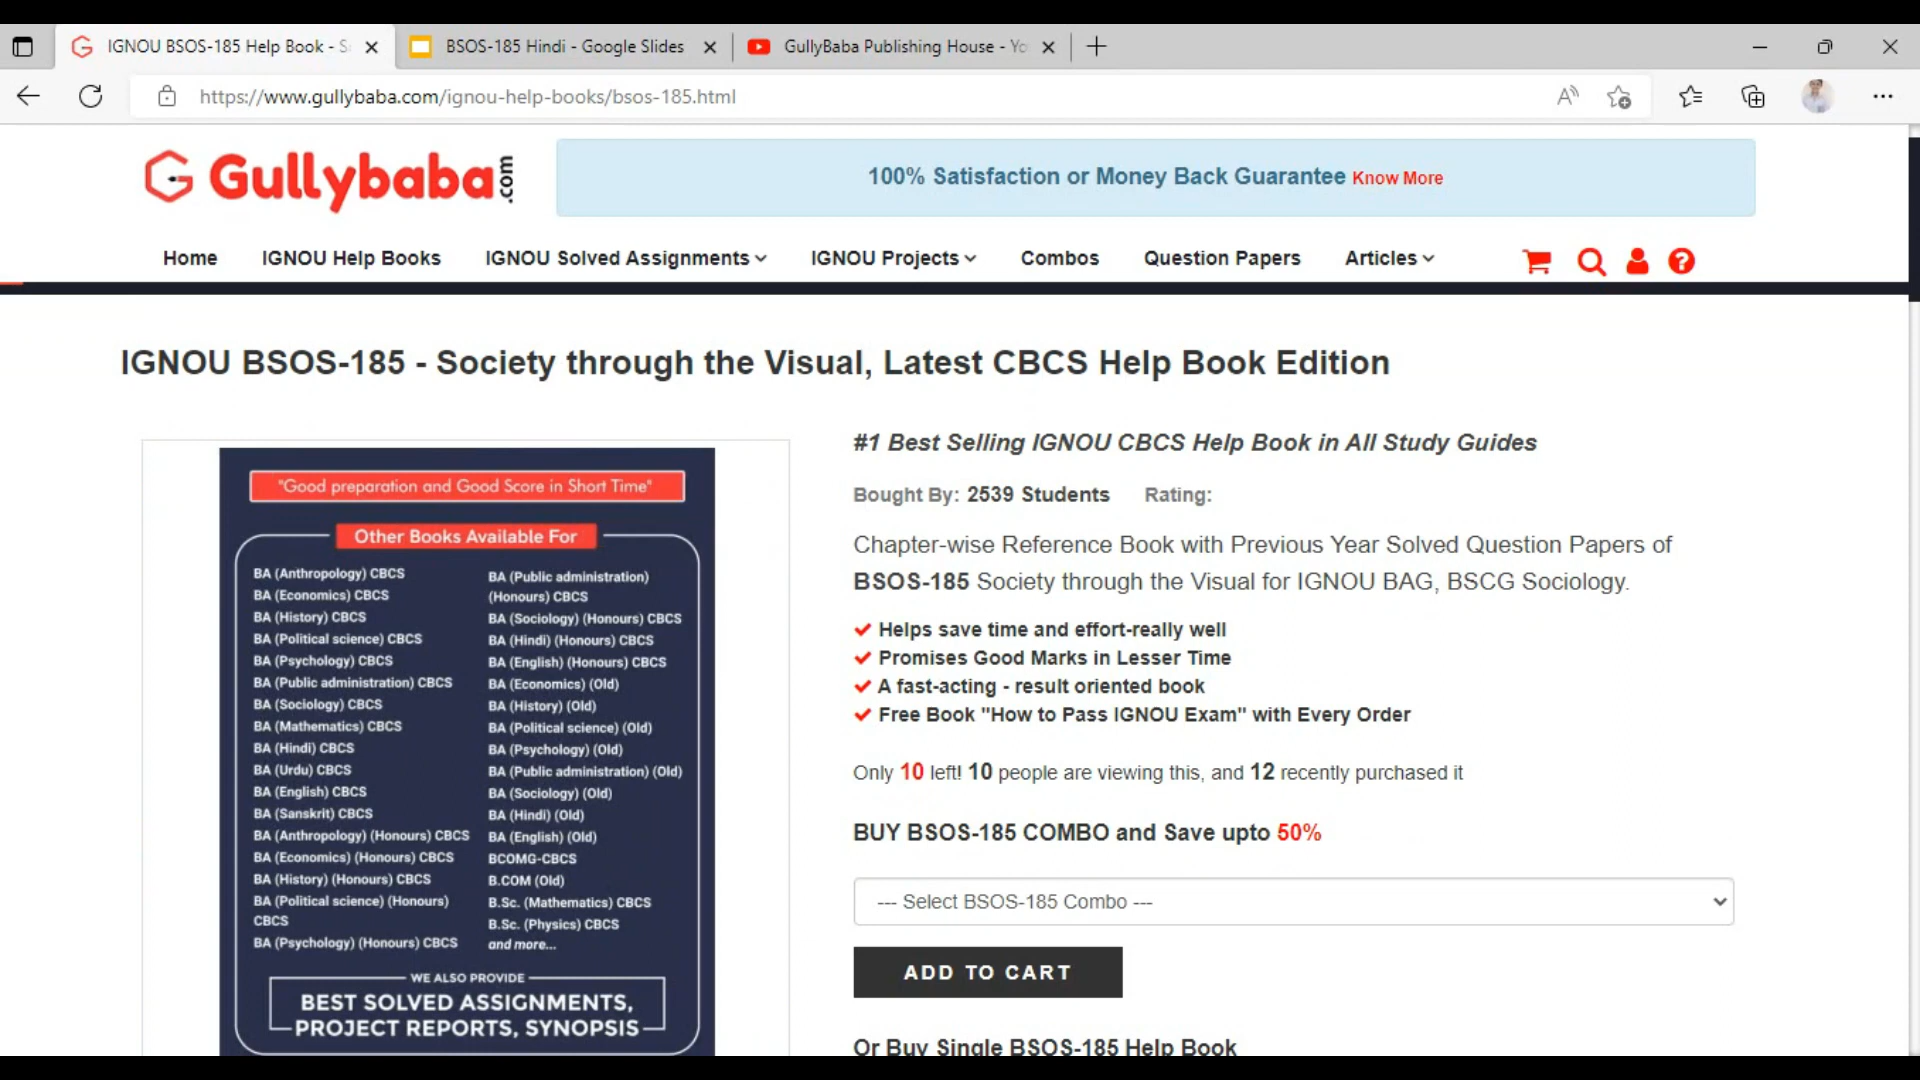 IGNOU BSOS-185 Help Book - S
BSOS-185 Hindi - Google Slides
GullyBaba Publishing House - Yo
https://www.gullybaba.com/ignou-help-books/bsos-185.html
Gullybaba.com
100% Satisfaction or Money Back Guarantee Know More
Home
IGNOU Help Books
IGNOU Solved Assignments
IGNOU Projects
Combos
Question Papers
Articles
IGNOU BSOS-185 - Society through the Visual, Latest CBCS Help Book Edition
"Good preparation and Good Score in Short Time"
Other Books Available For
BA (Anthropology) CBCS
BA (Economics) CBCS
BA (History) CBCS
BA (Political science) CBCS
BA (Psychology) CBCS
BA (Public administration) CBCS
BA (Sociology) CBCS
BA (Mathematics) CBCS
BA (Hindi) CBCS
BA (Urdu) CBCS
BA (English) CBCS
BA (Sanskrit) CBCS
BA (Anthropology) (Honours) CBCS
BA (Economics) (Honours) CBCS
BA (History) (Honours) CBCS
BA (Political science) (Honours)
CBCS
BA (Psychology) (Honours) CBCS
BA (Public administration)
(Honours) CBCS
BA (Sociology) (Honours) CBCS
BA (Hindi) (Honours) CBCS
BA (English) (Honours) CBCS
BA (Economics) (Old)
BA (History) (Old)
BA (Political science) (Old)
BA (Psychology) (Old)
BA (Public administration) (Old)
BA (Sociology) (Old)
BA (Hindi) (Old)
BA (English) (Old)
BCOMG-CBCS
B.COM (Old)
B.Sc. (Mathematics) CBCS
B.Sc. (Physics) CBCS
and more...
WE ALSO PROVIDE
BEST SOLVED ASSIGNMENTS,
PROJECT REPORTS, SYNOPSIS
#1 Best Selling IGNOU CBCS Help Book in All Study Guides
Bought By: 2539 Students Rating:
Chapter-wise Reference Book with Previous Year Solved Question Papers of
BSOS-185 Society through the Visual for IGNOU BAG, BSCG Sociology.
Helps save time and effort-really well
Promises Good Marks in Lesser Time
A fast-acting - result oriented book
Free Book "How to Pass IGNOU Exam" with Every Order
Only 10 left! 10 people are viewing this, and 12 recently purchased it
BUY BSOS-185 COMBO and Save upto 50%
--- Select BSOS-185 Combo ---
ADD TO CART
Or Buy Single BSOS-185 Help Book